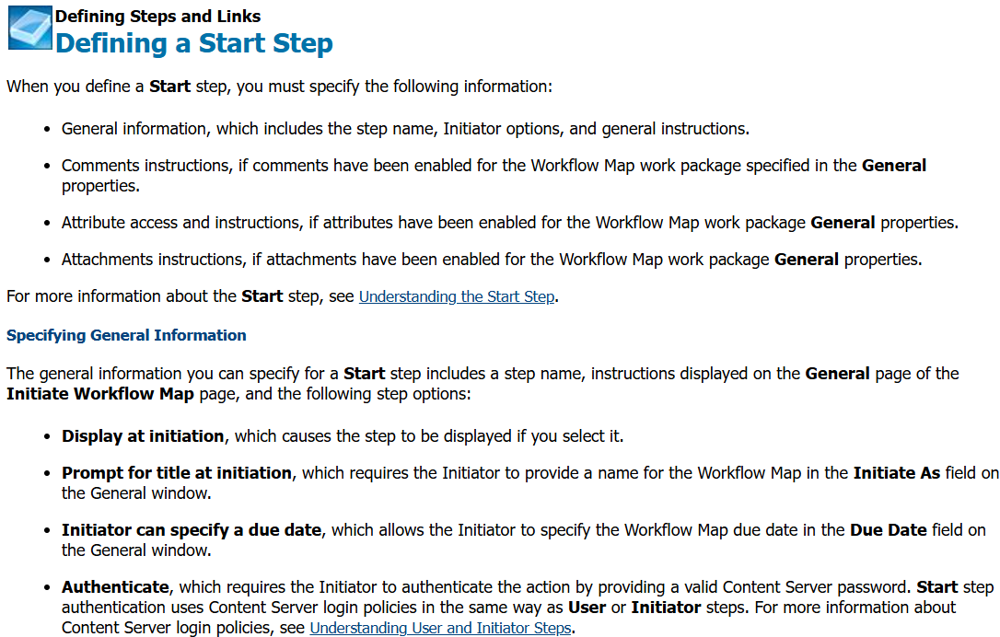 Defining Steps and Links
Defining a Start Step
When you define a Start step, you must specify the following information:
• General information, which includes the step name, Initiator options, and general instructions.
• Comments instructions, if comments have been enabled for the Workflow Map work package specified in the General
properties.
• Attribute access and instructions, if attributes have been enabled for the Workflow Map work package General properties.
• Attachments instructions, if attachments have been enabled for the Workflow Map work package General properties.
For more information about the Start step, see Understanding the Start Step.
Specifying General Information
The general information you can specify for a Start step includes a step name, instructions displayed on the General page of the
Initiate Workflow Map page, and the following step options:
• Display at initiation, which causes the step to be displayed if you select it.
• Prompt for title at initiation, which requires the Initiator to provide a name for the Workflow Map in the Initiate As field on
the General window.
• Initiator can specify a due date, which allows the Initiator to specify the Workflow Map due date in the Due Date field on
the General window.
• Authenticate, which requires the Initiator to authenticate the action by providing a valid Content Server password. Start step
authentication uses Content Server login policies in the same way as User or Initiator steps. For more information about
Content Server login policies, see Understanding User and Initiator Steps.